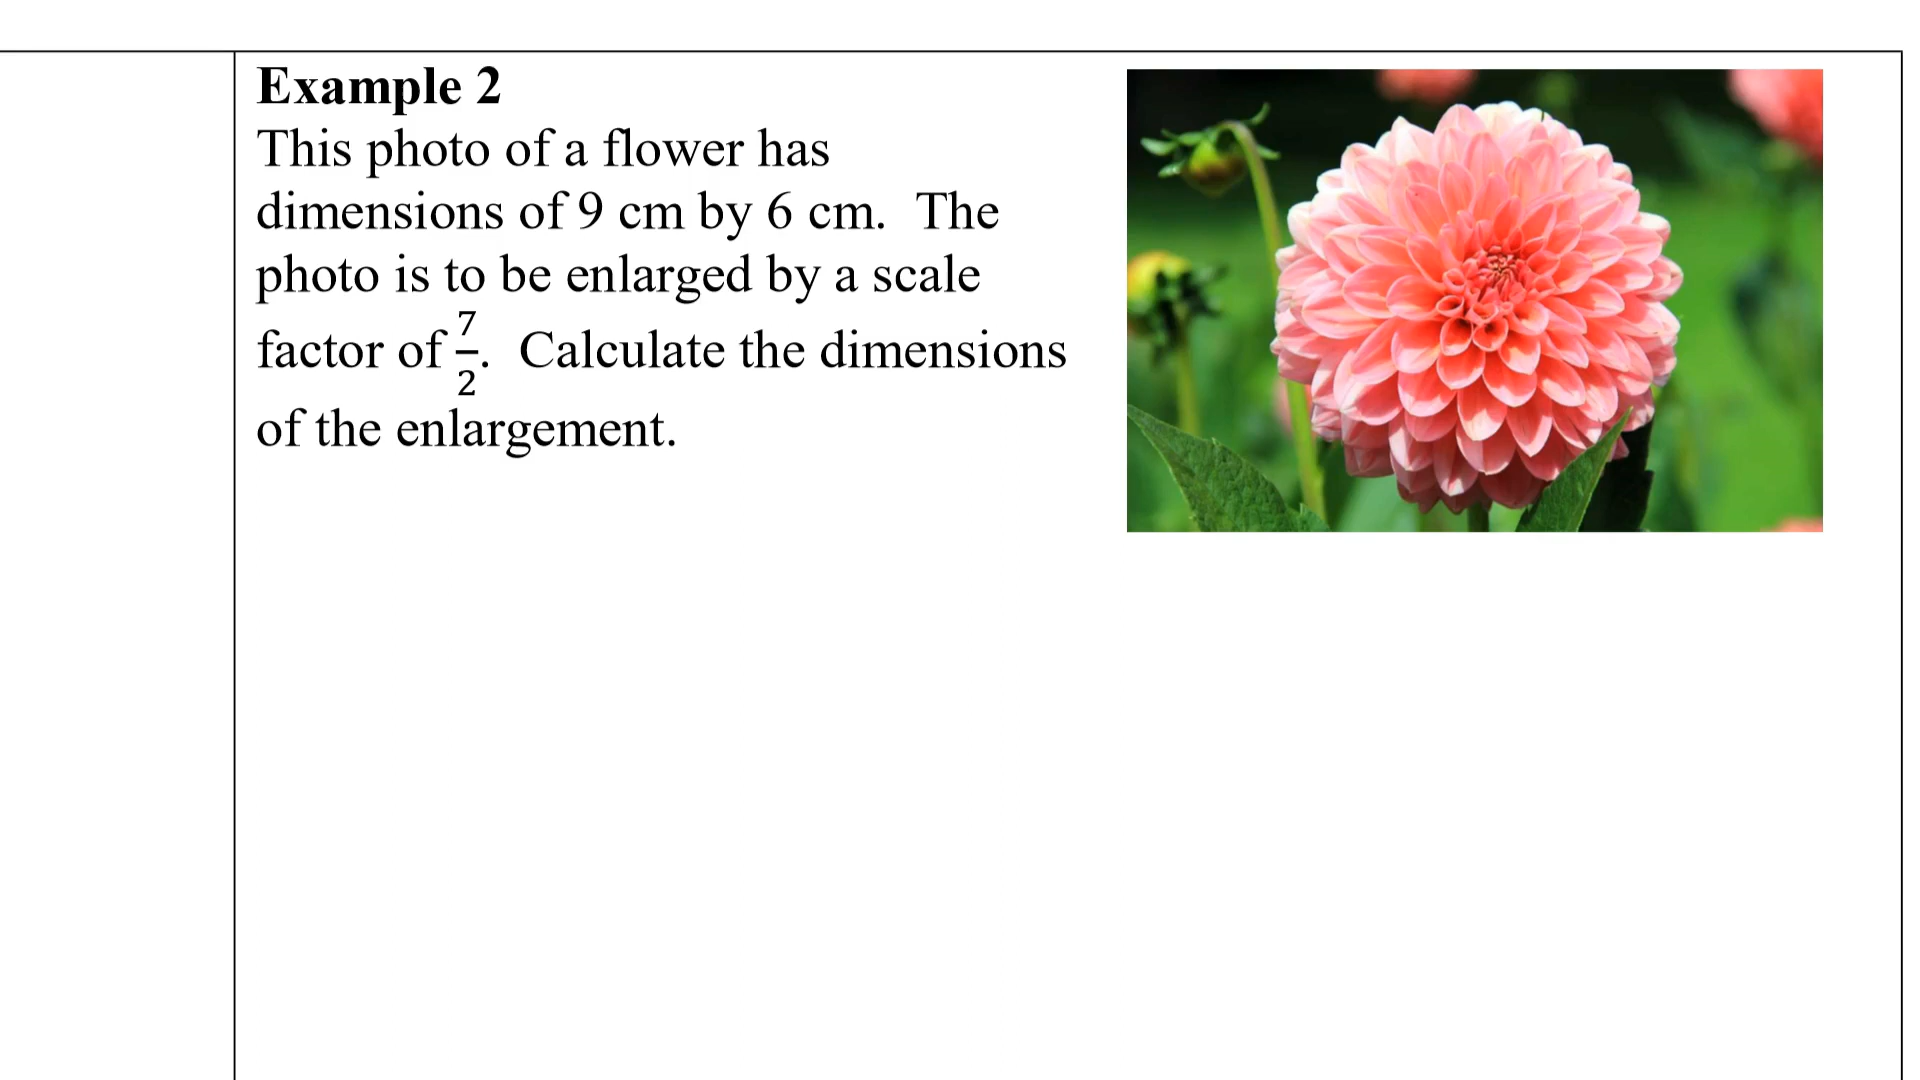 Example 2
This photo of a flower has
dimensions of 9 cm by 6 cm.  The
photo is to be enlarged by a scale
factor of 7/2.  Calculate the dimensions
of the enlargement.